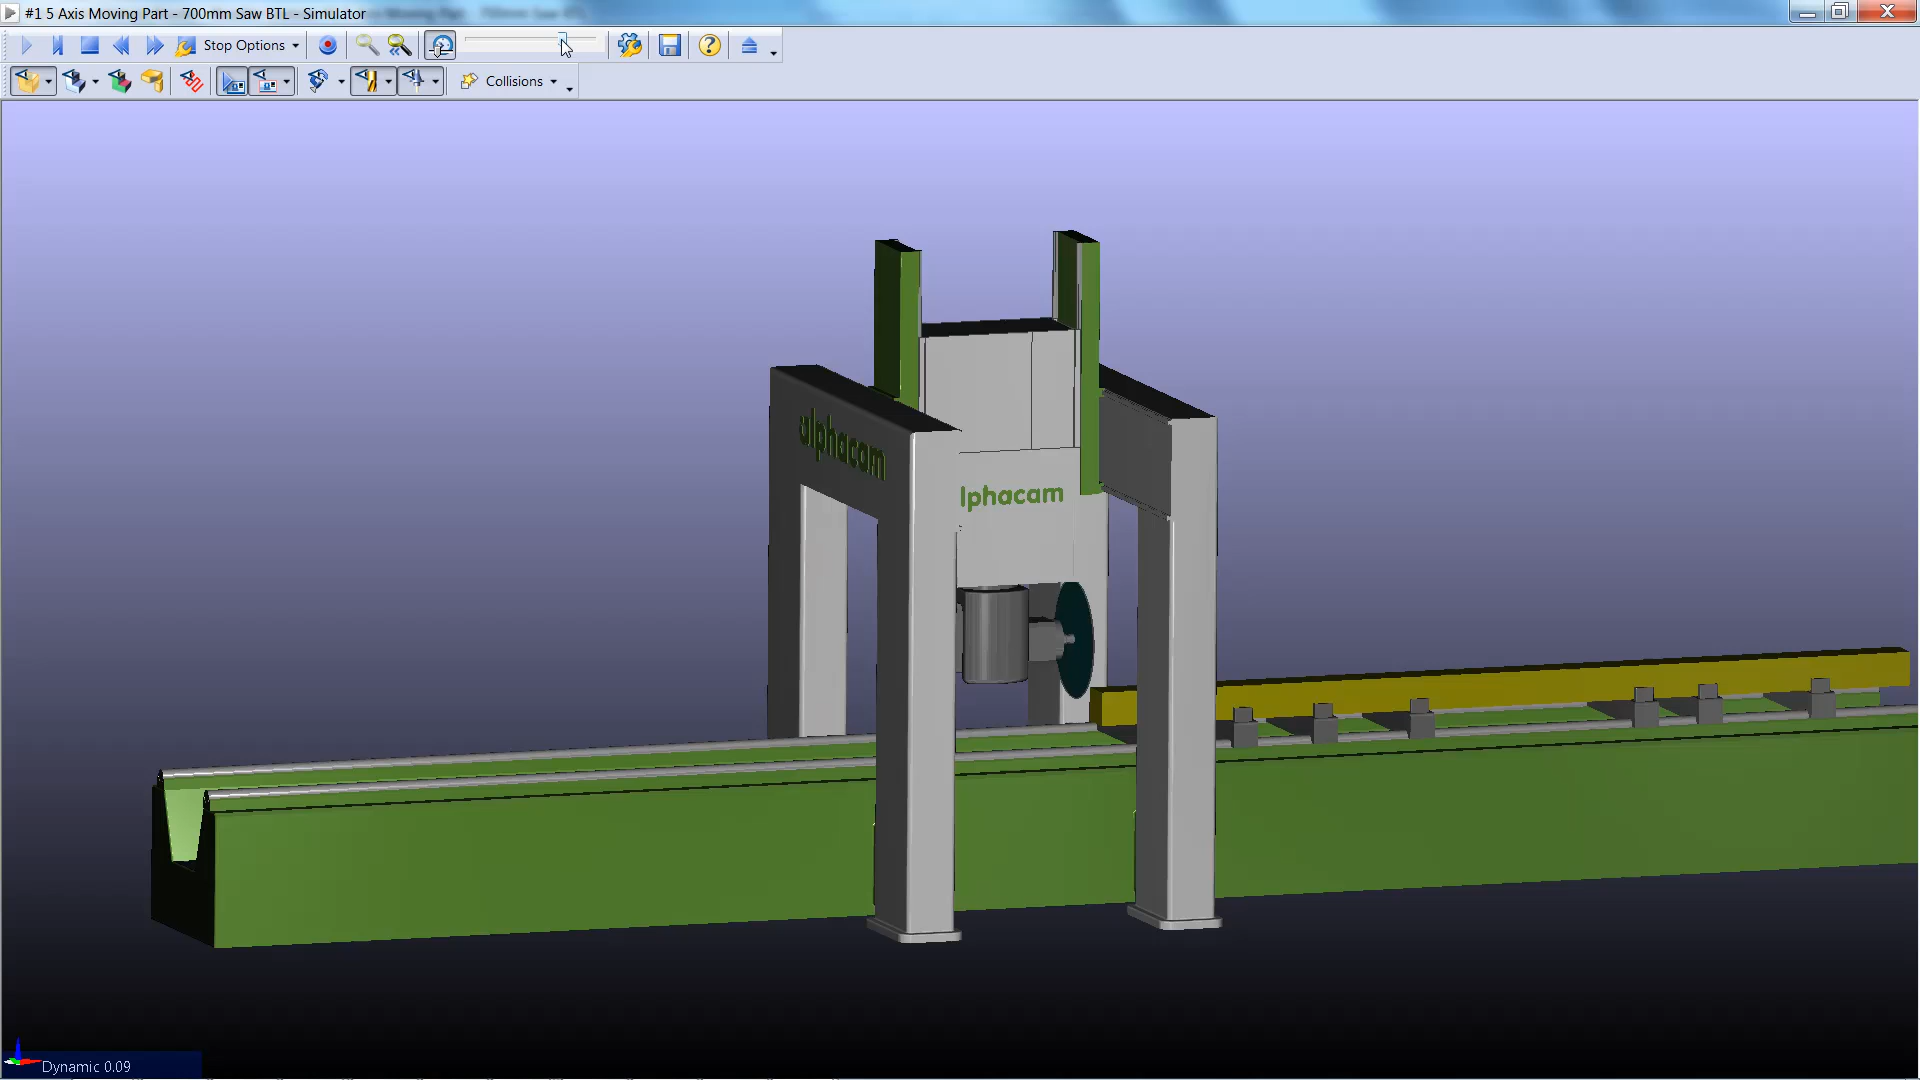 #1 5 Axis Moving Part - 700mm Saw BTL - Simulator
Stop Options
Collisions
alphacam
lphacam
Dynamic 0.09